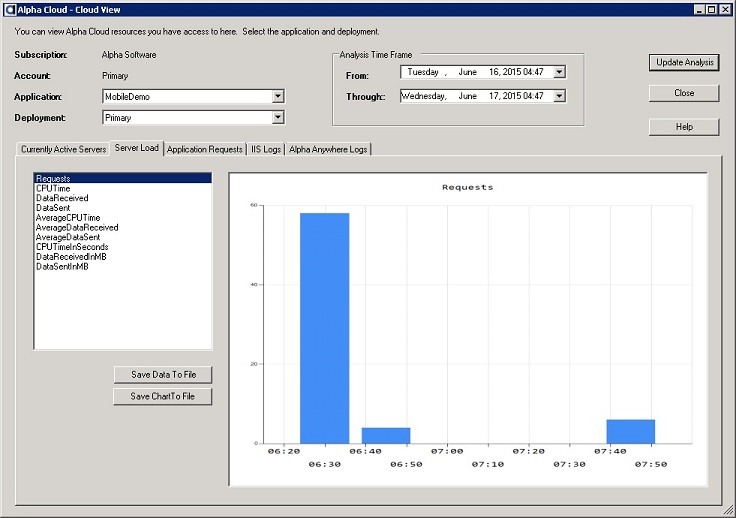 Alpha Cloud - Cloud View
You can view Alpha Cloud resources you have access to here.  Select the application and deployment.
Subscription: Alpha Software
Account: Primary
Application: MobileDemo
Deployment: Primary
Analysis Time Frame
From: Tuesday , June 16, 2015 04:47
Through: Wednesday, June 17, 2015 04:47
Update Analysis
Close
Help
Currently Active Servers Server Load Application Requests IIS Logs Alpha Anywhere Logs
Requests
CPUTime
DataReceived
DataSent
AverageCPUTime
AverageDataReceived
AverageDataSent
CPUTimeInSeconds
DataReceivedInMB
DataSentInMB
Save Data To File
Save ChartTo File
Requests
60
40
20
0
06:20 06:40 07:00 07:20 07:40
06:30 06:50 07:10 07:30 07:50